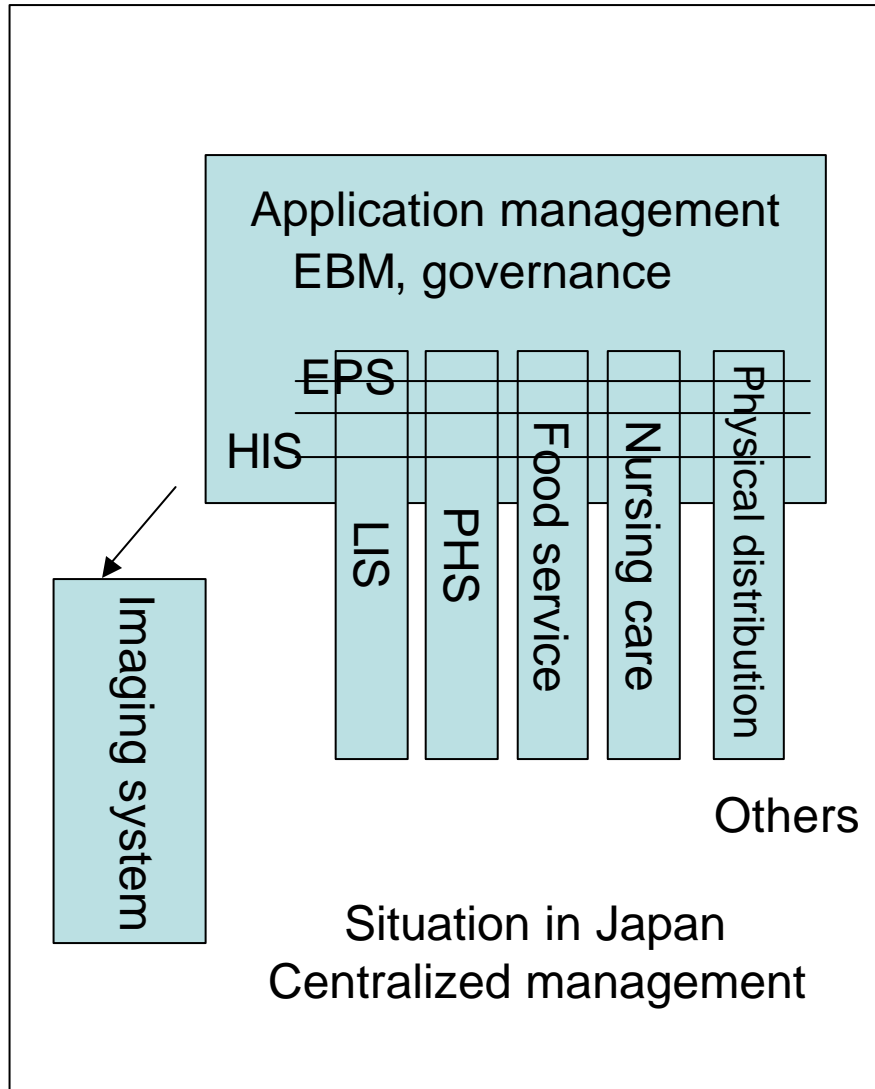 Application management
EBM, governance
EPS
HIS
LIS
PHS
Food service
Nursing care
Physical distribution
Imaging system
Others
Situation in Japan
Centralized management